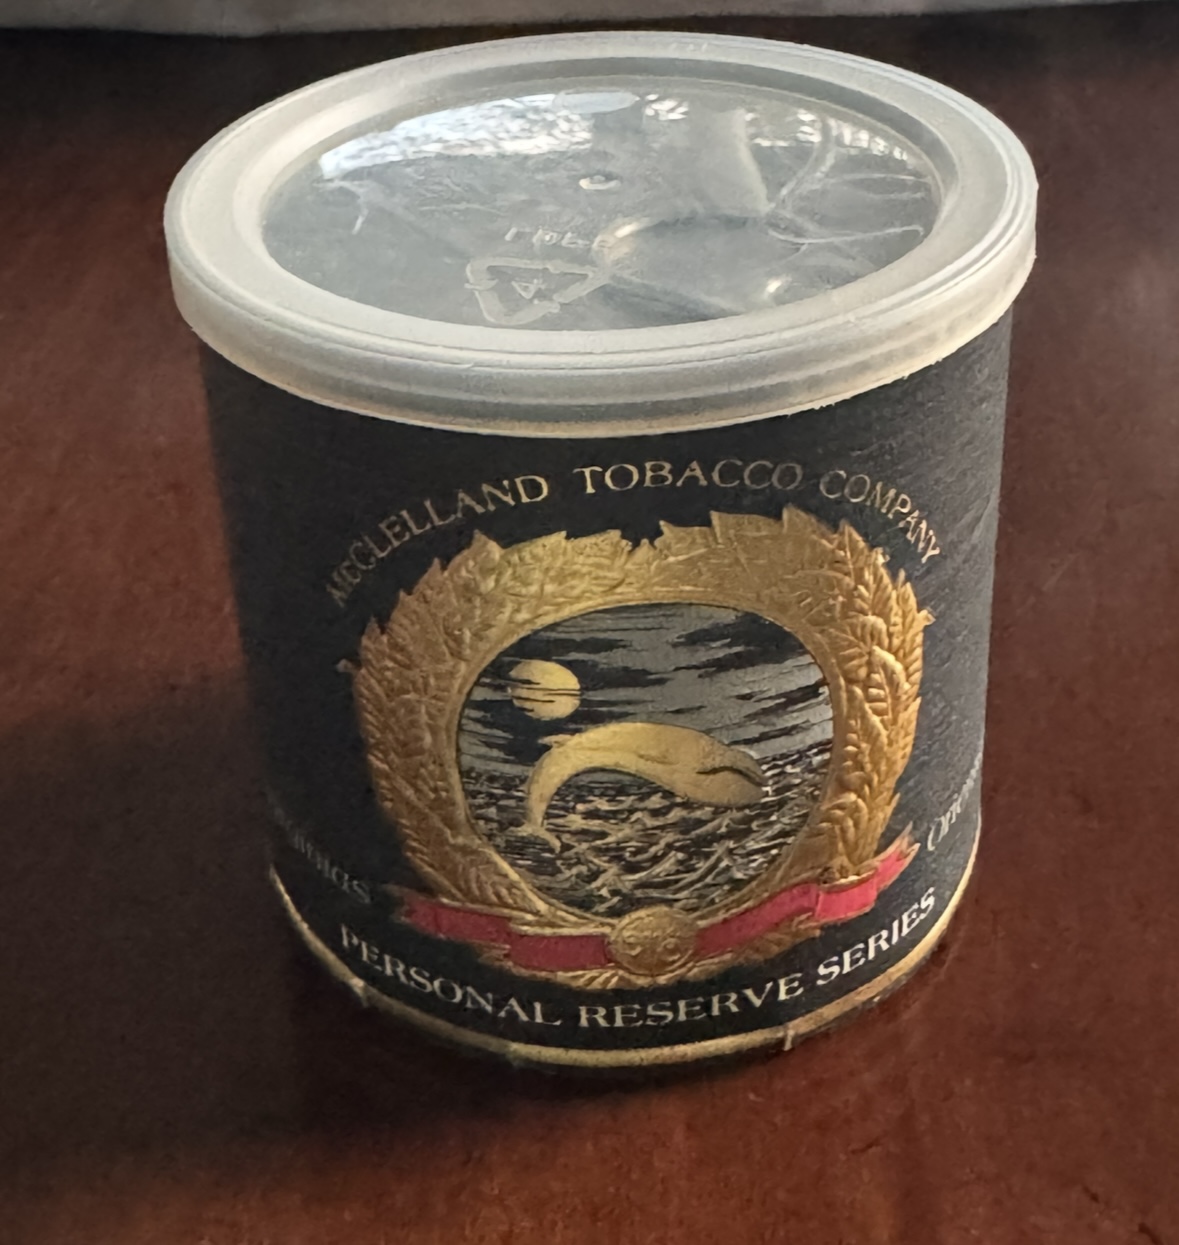 McCLELLAND TOBACCO COMPANY
PERSONAL RESERVE SERIES